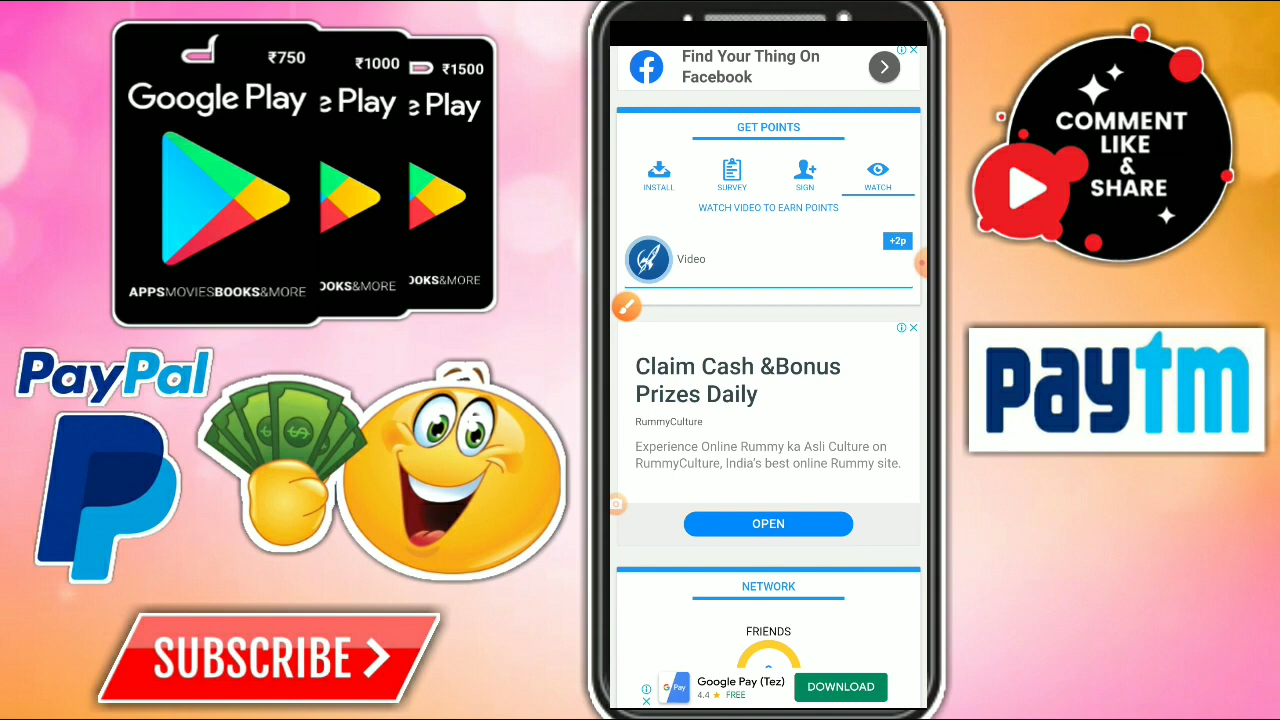 ₹750
Google Play
APPSMOVIESBOOKS&MORE
₹1000
e Play
OOKS&MORE
₹1500
e Play
OOKS&MORE
PayPal
SUBSCRIBE
Find Your Thing On
Facebook
GET POINTS
INSTALL
SURVEY
SIGN
WATCH
WATCH VIDEO TO EARN POINTS
+2p
Video
Claim Cash &Bonus
Prizes Daily
RummyCulture
Experience Online Rummy ka Asli Culture on
RummyCulture, India's best online Rummy site.
OPEN
NETWORK
FRIENDS
G Pay
Google Pay (Tez)
4.4 ★ FREE
DOWNLOAD
COMMENT
LIKE
&
SHARE
paytm